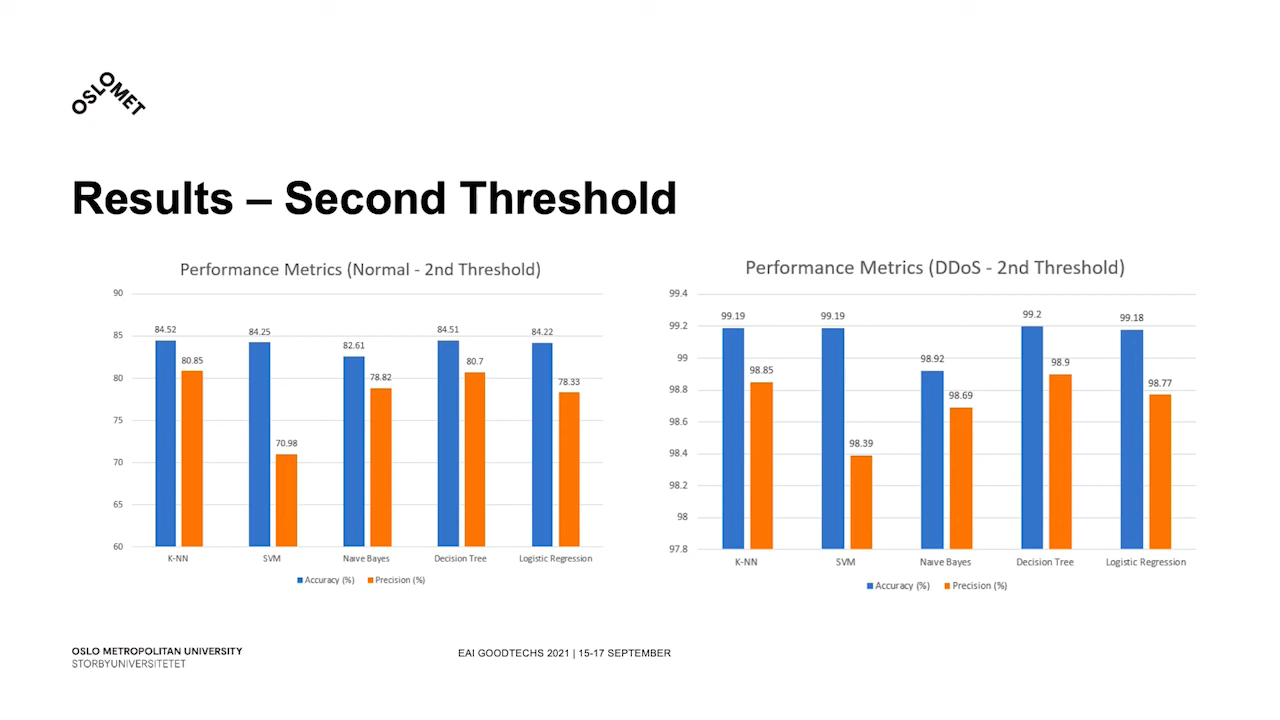 OSLOMET
Results – Second Threshold
Performance Metrics (Normal - 2nd Threshold)
90
85
80
75
70
65
60
84.52
80.85
84.25
70.98
82.61
78.82
84.51
80.7
84.22
78.33
K-NN
SVM
Naive Bayes
Decision Tree
Logistic Regression
Accuracy (%)
Precision (%)
Performance Metrics (DDoS - 2nd Threshold)
99.4
99.2
99
98.8
98.6
98.4
98.2
98
97.8
99.19
98.85
99.19
98.39
98.92
98.69
99.2
98.9
99.18
98.77
K-NN
SVM
Naive Bayes
Decision Tree
Logistic Regression
Accuracy (%)
Precision (%)
OSLO METROPOLITAN UNIVERSITY
STORBYUNIVERSITETET
EAI GOODTECHS 2021 | 15-17 SEPTEMBER